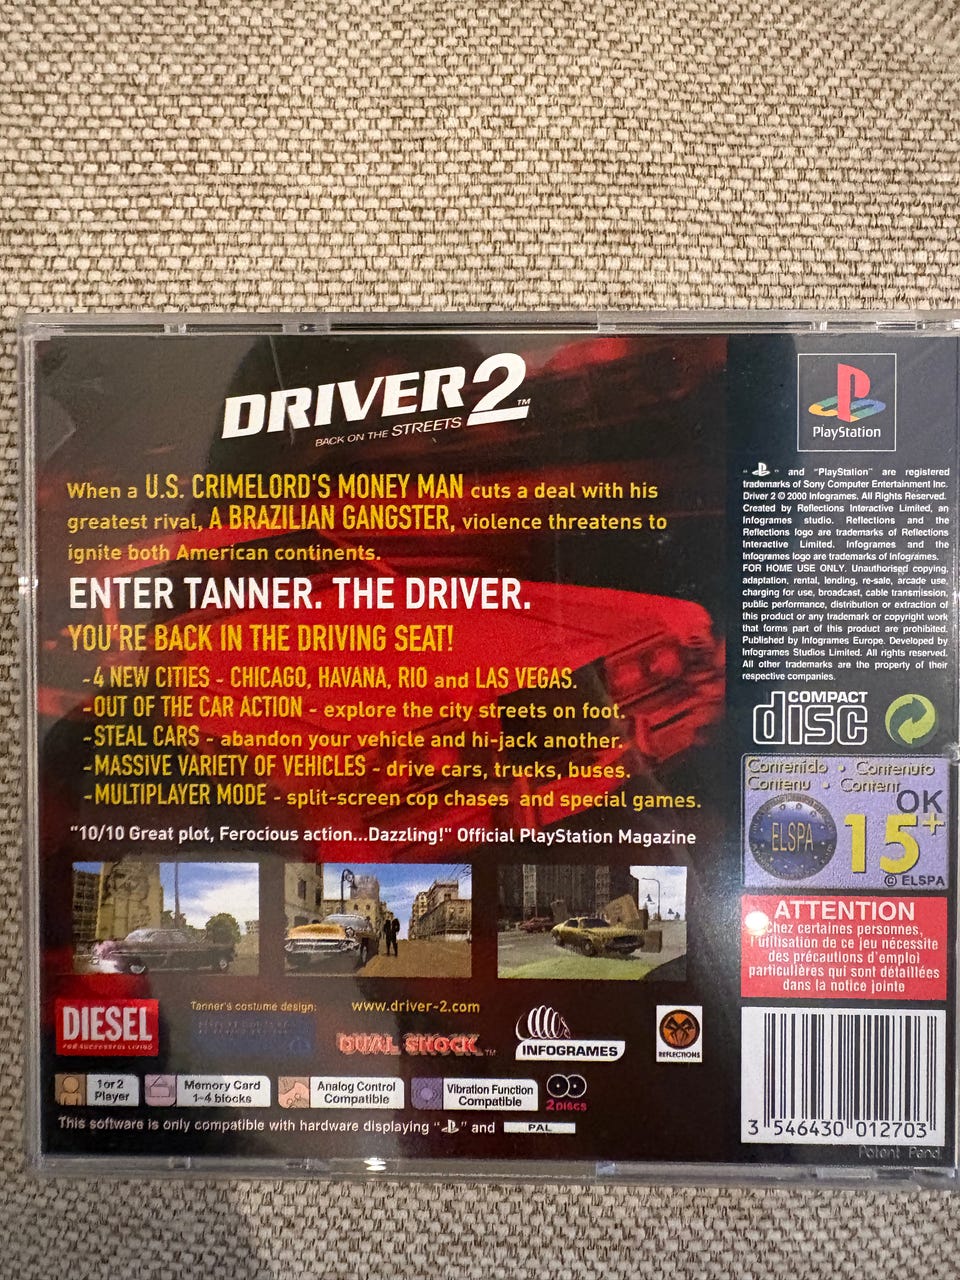 DRIVER 2™
BACK ON THE STREETS
When a U.S. CRIMELORD'S MONEY MAN cuts a deal with his
greatest rival, A BRAZILIAN GANGSTER, violence threatens to
ignite both American continents.
ENTER TANNER. THE DRIVER.
YOU'RE BACK IN THE DRIVING SEAT!
-4 NEW CITIES - CHICAGO, HAVANA, RIO and LAS VEGAS.
-OUT OF THE CAR ACTION - explore the city streets on foot.
-STEAL CARS - abandon your vehicle and hi-jack another.
-MASSIVE VARIETY OF VEHICLES - drive cars, trucks, buses.
-MULTIPLAYER MODE - split-screen cop chases and special games.
"10/10 Great plot, Ferocious action...Dazzling!" Official PlayStation Magazine
DIESEL
FOR SUCCESSFUL LIVING
Tanner's costume design:
www.driver-2.com
DUAL SHOCK™
INFOGRAMES
REFLECTIONS
1 or 2
Player
Memory Card
1-4 blocks
Analog Control
Compatible
Vibration Function
Compatible
2 DISCS
This software is only compatible with hardware displaying " " and PAL
PlayStation
" " and "PlayStation" are registered
trademarks of Sony Computer Entertainment Inc.
Driver 2 © 2000 Infogrames. All Rights Reserved.
Created by Reflections Interactive Limited, an
Infogrames studio. Reflections and the
Reflections logo are trademarks of Reflections
Interactive Limited. Infogrames and the
Infogrames logo are trademarks of Infogrames.
FOR HOME USE ONLY. Unauthorised copying,
adaptation, rental, lending, re-sale, arcade use,
charging for use, broadcast, cable transmission,
public performance, distribution or extraction of
this product or any trademark or copyright work
that forms part of this product are prohibited.
Published by Infogrames Europe. Developed by
Infogrames Studios Limited. All rights reserved.
All other trademarks are the property of their
respective companies.
COMPACT
disc
Contenido • Contenuto
Contenu • Content
OK
ELSPA
15+
© ELSPA
ATTENTION
Chez certaines personnes,
l'utilisation de ce jeu nécessite
des précautions d'emploi
particulières qui sont détaillées
dans la notice jointe
3 546430 012703
Patent Pend.